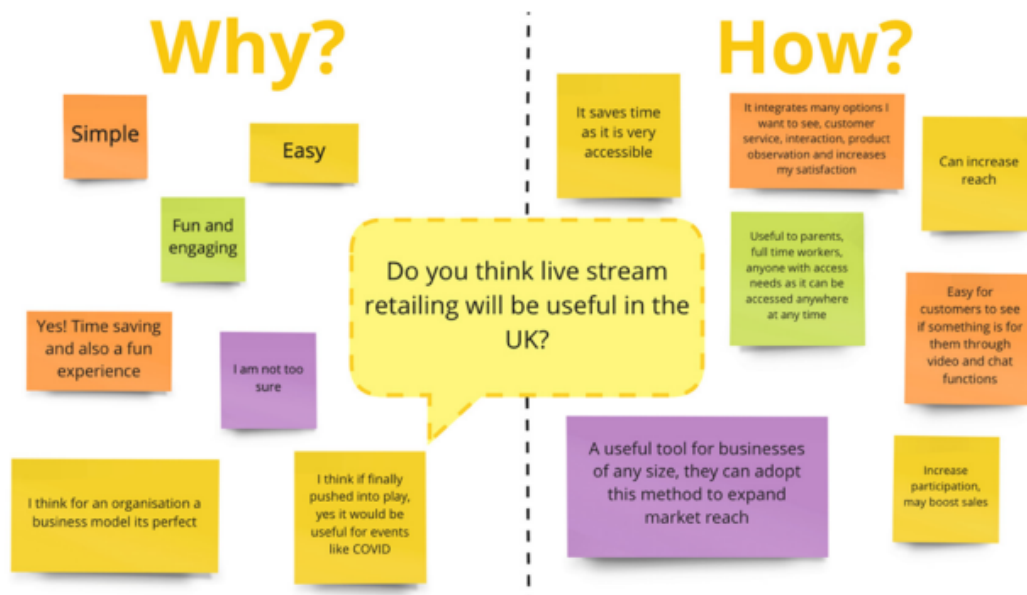 Why?
Simple
Easy
Fun and
engaging
Yes! Time saving
and also a fun
experience
I am not too
sure
I think for an organisation a
business model its perfect
I think if finally
pushed into play,
yes it would be
useful for events
like COVID
Do you think live stream
retailing will be useful in the
UK?
How?
It saves time
as it is very
accessible
It integrates many options I
want to see, customer
service, interaction, product
observation and increases
my satisfaction
Can increase
reach
Useful to parents,
full time workers,
anyone with access
needs as it can be
accessed anywhere
at any time
Easy for
customers to see
if something is for
them through
video and chat
functions
A useful tool for businesses
of any size, they can adopt
this method to expand
market reach
Increase
participation,
may boost sales